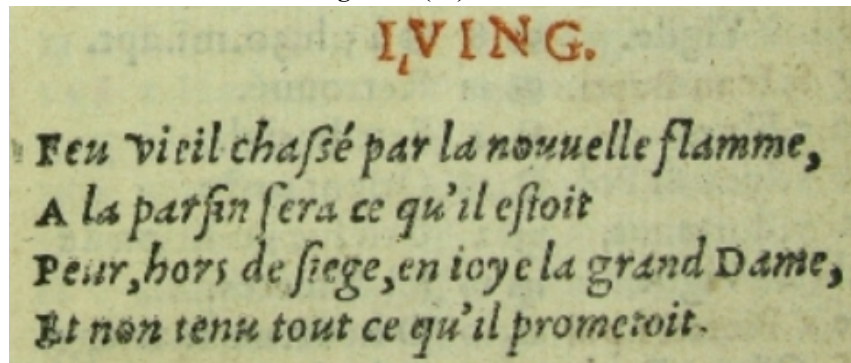 IVING.
Feu vieil chaſsé par la nouuelle flamme,
A la parfin ſera ce qu'il eſtoit
Peur, hors de ſiege, en ioye la grand Dame,
Et non tenu tout ce qu'il prometoit.